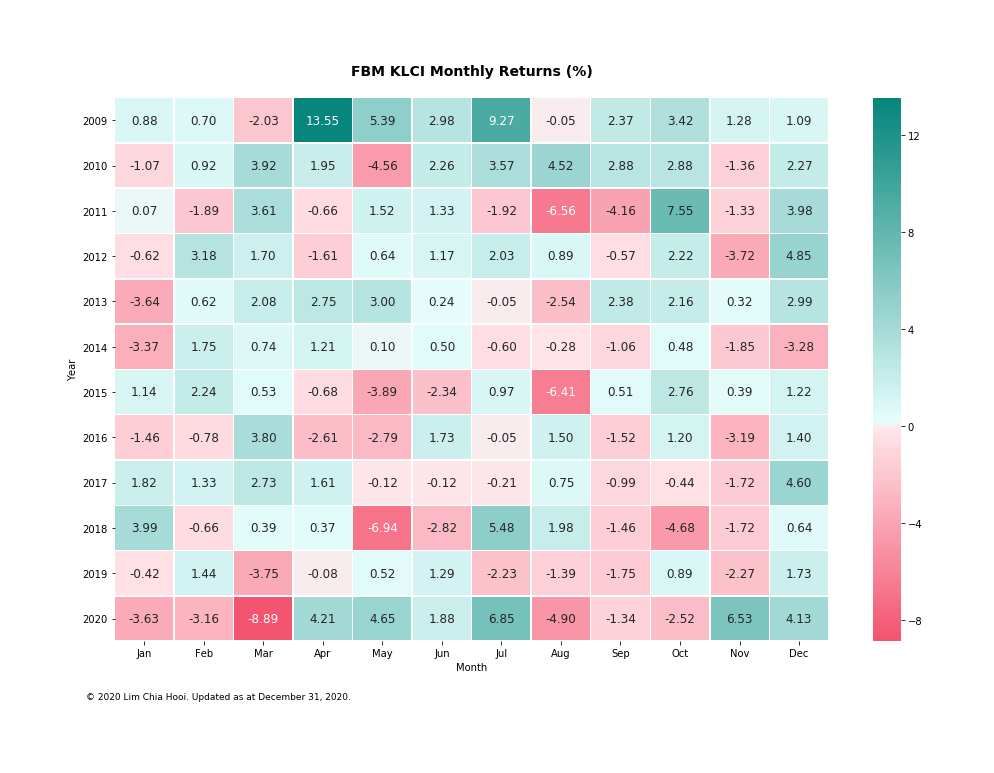 FBM KLCI Monthly Returns (%)
2009 0.88 0.70 -2.03 13.55 5.39 2.98 9.27 -0.05 2.37 3.42 1.28 1.09
2010 -1.07 0.92 3.92 1.95 -4.56 2.26 3.57 4.52 2.88 2.88 -1.36 2.27
2011 0.07 -1.89 3.61 -0.66 1.52 1.33 -1.92 -6.56 -4.16 7.55 -1.33 3.98
2012 -0.62 3.18 1.70 -1.61 0.64 1.17 2.03 0.89 -0.57 2.22 -3.72 4.85
2013 -3.64 0.62 2.08 2.75 3.00 0.24 -0.05 -2.54 2.38 2.16 0.32 2.99
2014 -3.37 1.75 0.74 1.21 0.10 0.50 -0.60 -0.28 -1.06 0.48 -1.85 -3.28
Year
2015 1.14 2.24 0.53 -0.68 -3.89 -2.34 0.97 -6.41 0.51 2.76 0.39 1.22
2016 -1.46 -0.78 3.80 -2.61 -2.79 1.73 -0.05 1.50 -1.52 1.20 -3.19 1.40
2017 1.82 1.33 2.73 1.61 -0.12 -0.12 -0.21 0.75 -0.99 -0.44 -1.72 4.60
2018 3.99 -0.66 0.39 0.37 -6.94 -2.82 5.48 1.98 -1.46 -4.68 -1.72 0.64
2019 -0.42 1.44 -3.75 -0.08 0.52 1.29 -2.23 -1.39 -1.75 0.89 -2.27 1.73
2020 -3.63 -3.16 -8.89 4.21 4.65 1.88 6.85 -4.90 -1.34 -2.52 6.53 4.13
Jan Feb Mar Apr May Jun Jul Aug Sep Oct Nov Dec
Month
12
8
4
0
−4
−8
© 2020 Lim Chia Hooi. Updated as at December 31, 2020.